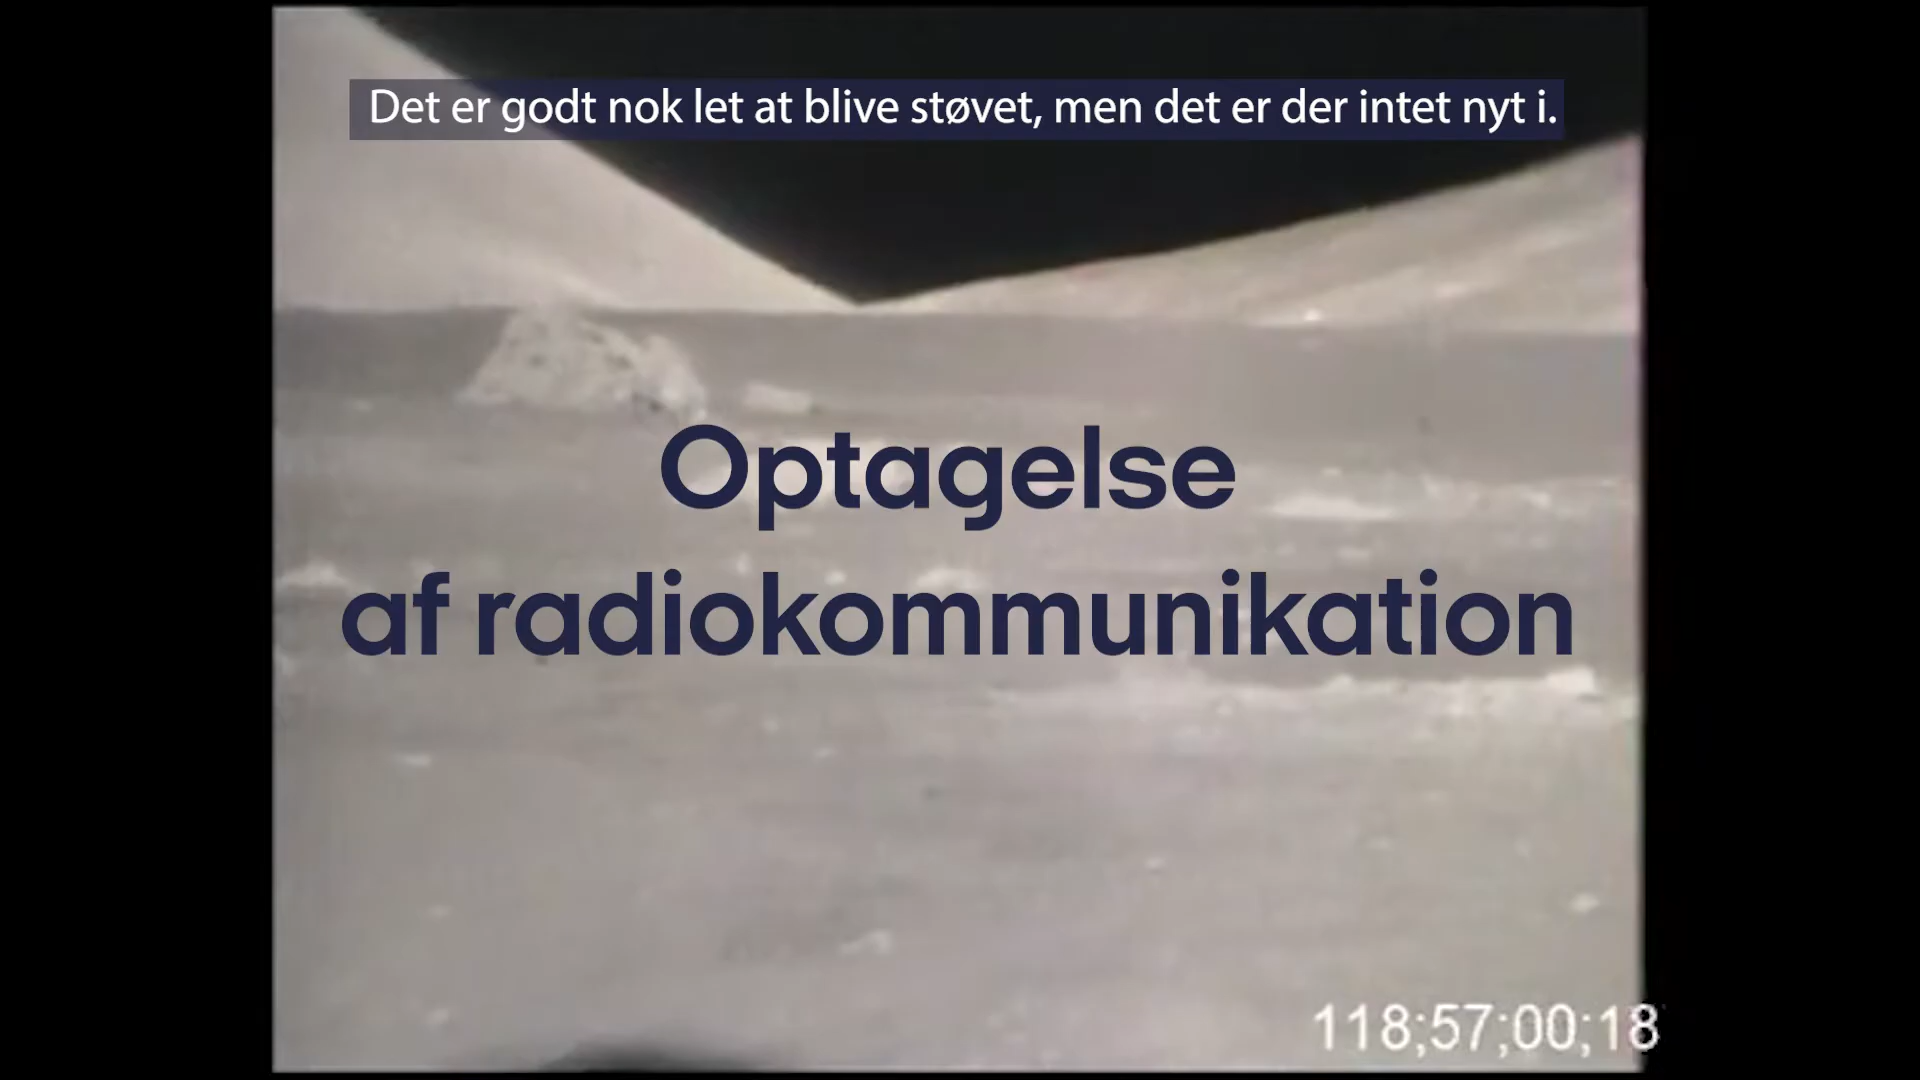 Det er godt nok let at blive støvet, men det er der intet nyt i.
Optagelse
af radiokommunikation
118;57;00;18